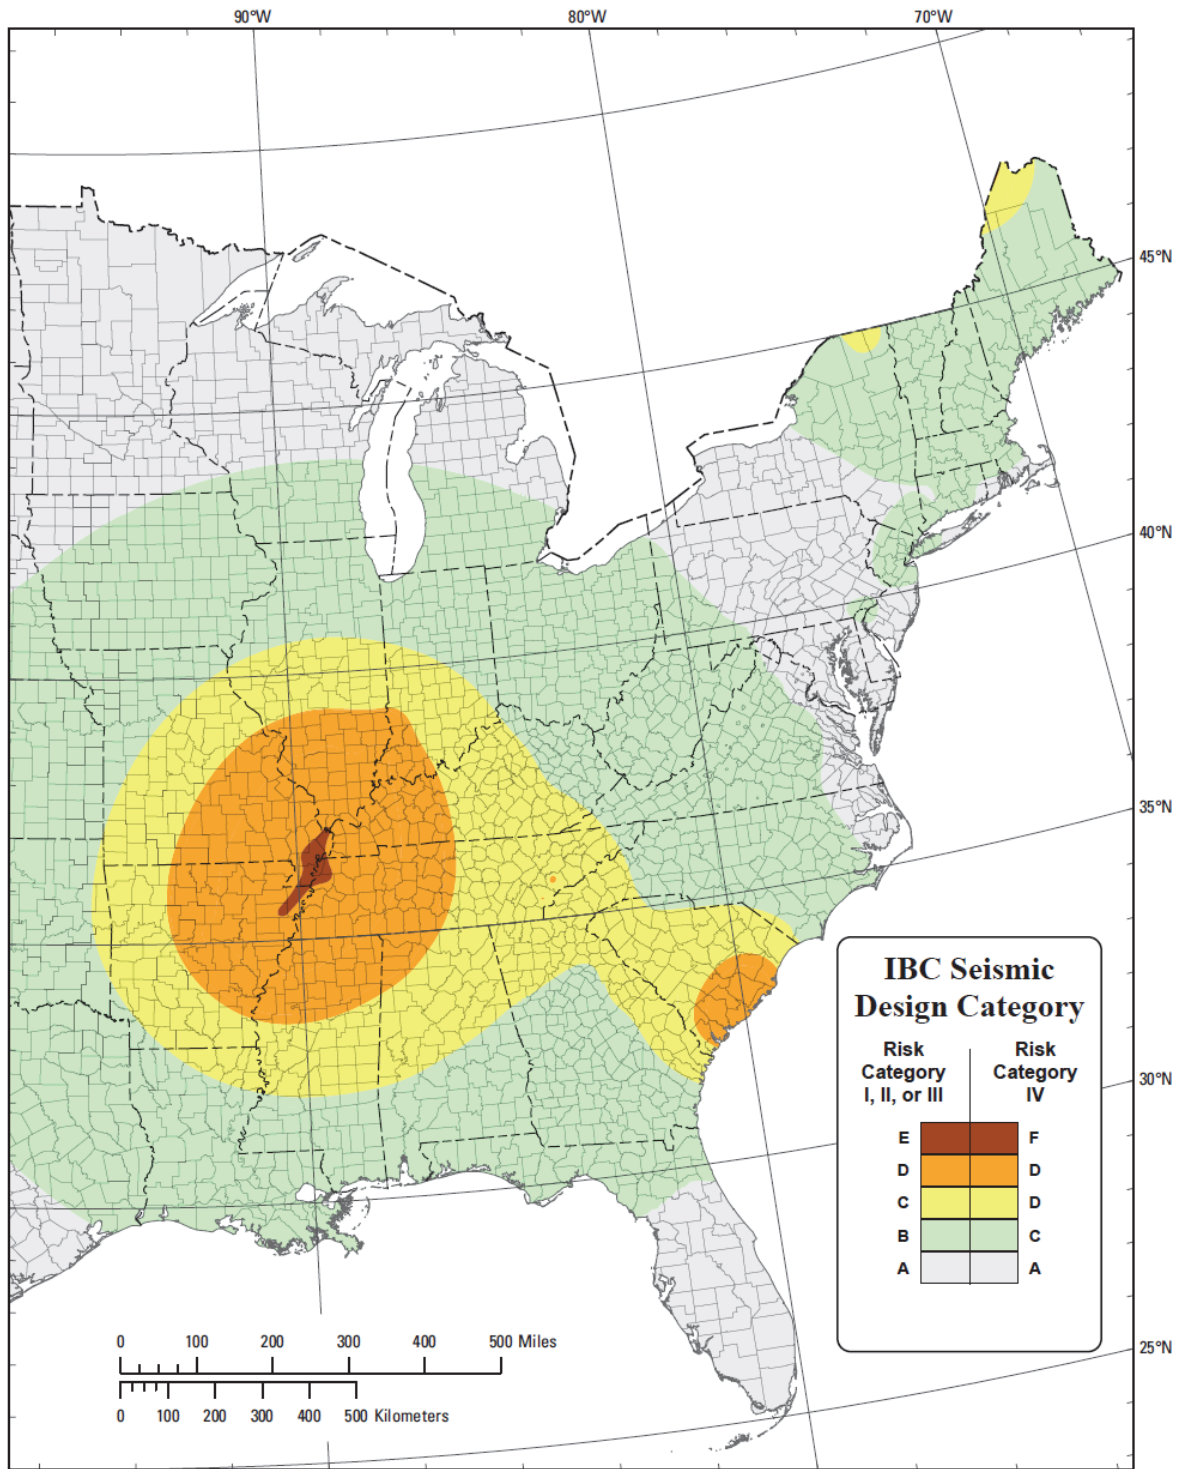 90°W 80°W 70°W
45°N
40°N
35°N
30°N
25°N
IBC Seismic
Design Category
Risk
Category
I, II, or III
Risk
Category
IV
E F
D D
C D
B C
A A
0 100 200 300 400 500 Miles
0 100 200 300 400 500 Kilometers